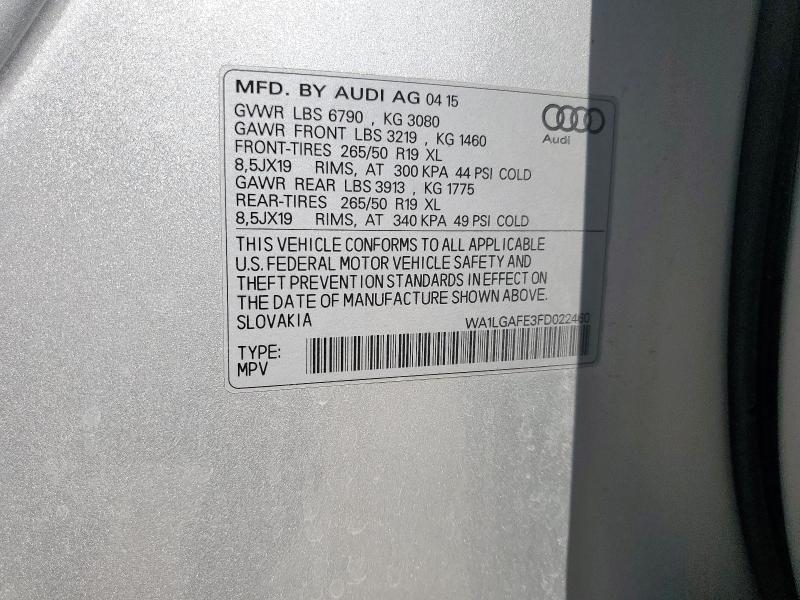 MFD. BY AUDI AG 04 15
GVWR LBS 6790 , KG 3080
GAWR FRONT LBS 3219 , KG 1460
FRONT-TIRES 265/50 R19 XL
8,5JX19 RIMS, AT 300 KPA 44 PSI COLD
GAWR REAR LBS 3913 , KG 1775
REAR-TIRES 265/50 R19 XL
8,5JX19 RIMS, AT 340 KPA 49 PSI COLD
Audi
THIS VEHICLE CONFORMS TO ALL APPLICABLE
U.S. FEDERAL MOTOR VEHICLE SAFETY AND
THEFT PREVENTION STANDARDS IN EFFECT ON
THE DATE OF MANUFACTURE SHOWN ABOVE.
SLOVAKIA WA1LGAFE3FD022460
TYPE:
MPV